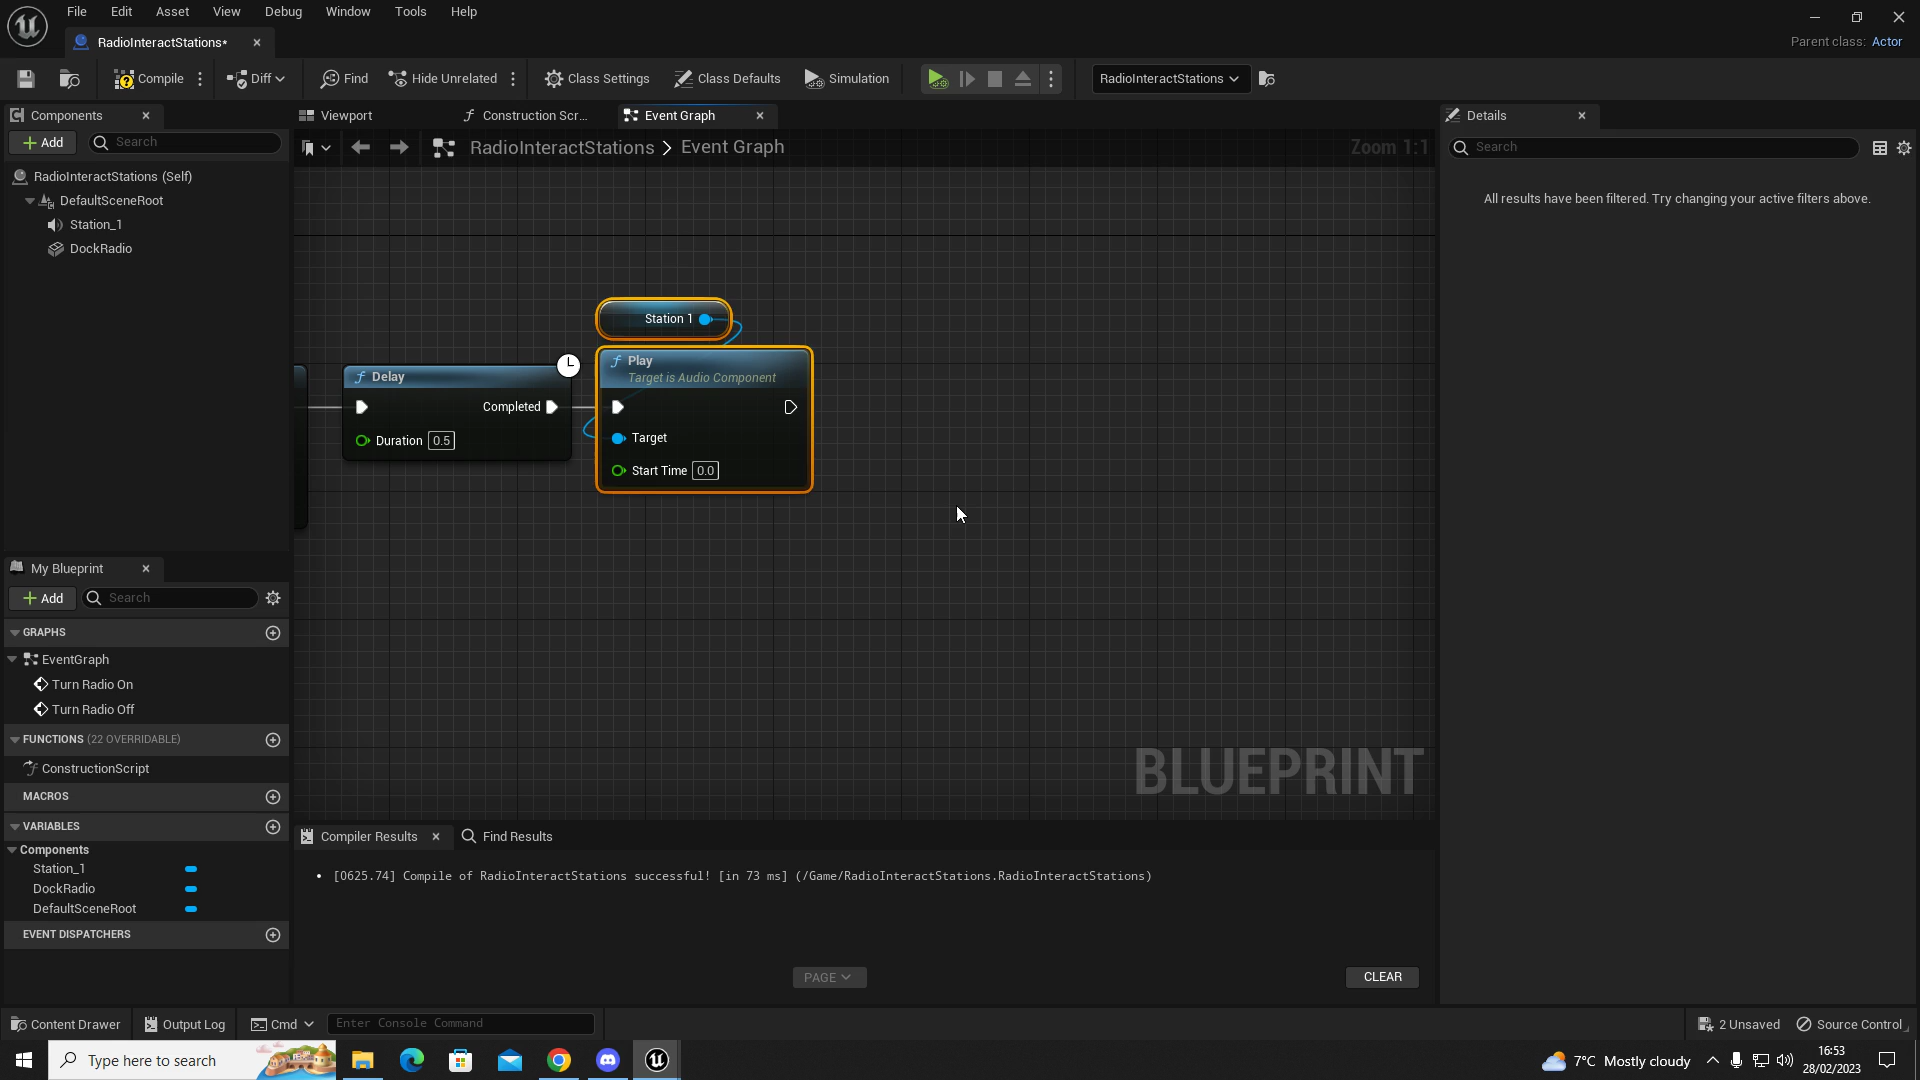 File Edit Asset View Debug Window Tools Help
RadioInteractStations*
Parent class: Actor
Compile
Diff
Find
Hide Unrelated
Class Settings
Class Defaults
Simulation
RadioInteractStations
Components
Add
Search
RadioInteractStations (Self)
DefaultSceneRoot
Station_1
DockRadio
Viewport
Construction Scr...
Event Graph
RadioInteractStations > Event Graph
Zoom 1:1
Station 1
Delay
Completed
Duration 0.5
Play
Target is Audio Component
Target
Start Time 0.0
BLUEPRINT
Details
Search
All results have been filtered. Try changing your active filters above.
My Blueprint
Add
Search
GRAPHS
EventGraph
Turn Radio On
Turn Radio Off
FUNCTIONS (22 OVERRIDABLE)
ConstructionScript
MACROS
VARIABLES
Components
Station_1
DockRadio
DefaultSceneRoot
EVENT DISPATCHERS
Compiler Results
Find Results
• [0625.74] Compile of RadioInteractStations successful! [in 73 ms] (/Game/RadioInteractStations.RadioInteractStations)
PAGE
CLEAR
Content Drawer
Output Log
Cmd
Enter Console Command
2 Unsaved
Source Control
Type here to search
7°C Mostly cloudy
16:53
28/02/2023